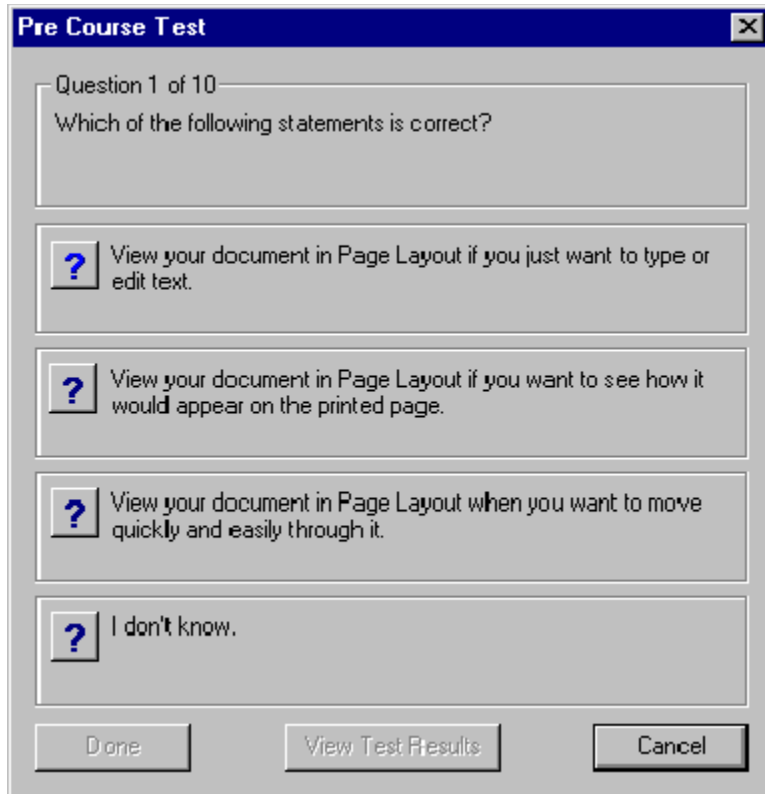 Pre Course Test
Question 1 of 10
Which of the following statements is correct?
?
View your document in Page Layout if you just want to type or
edit text.
?
View your document in Page Layout if you want to see how it
would appear on the printed page.
?
View your document in Page Layout when you want to move
quickly and easily through it.
?
I don't know.
Done
View Test Results
Cancel